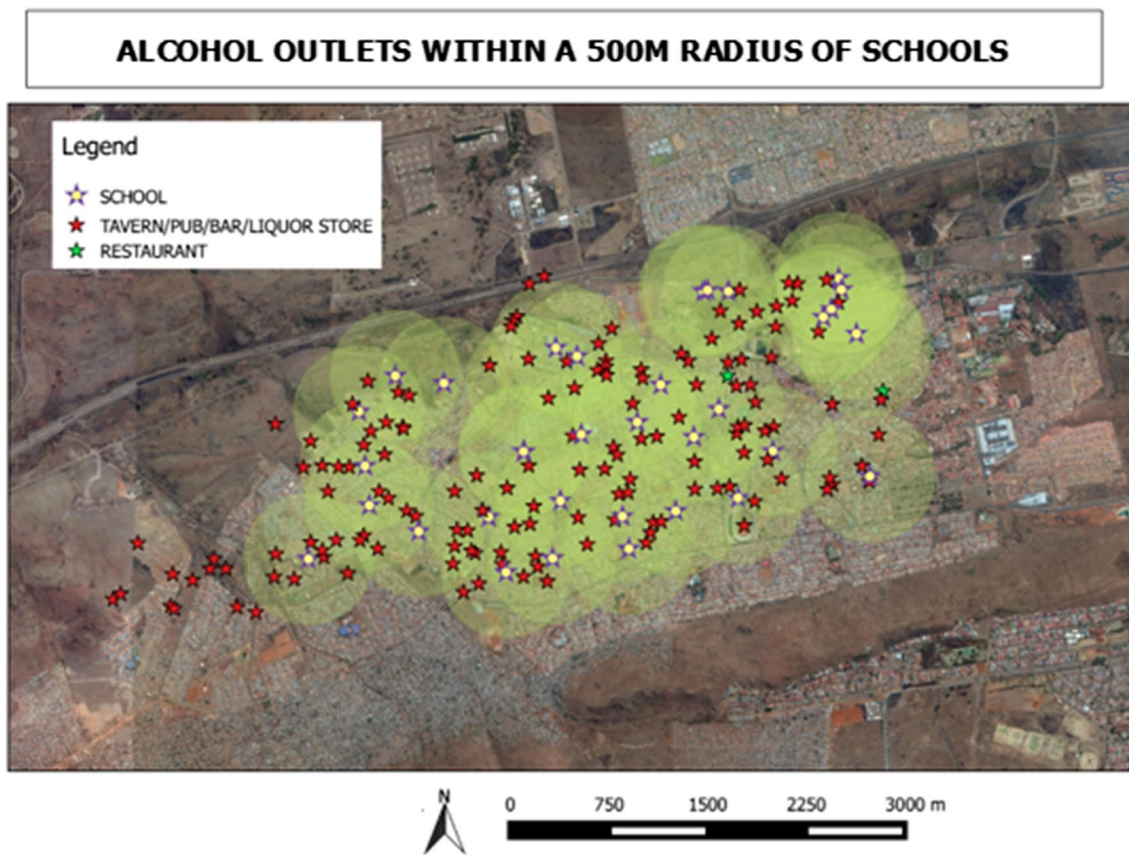 ALCOHOL OUTLETS WITHIN A 500M RADIUS OF SCHOOLS
Legend
SCHOOL
TAVERN/PUB/BAR/LIQUOR STORE
RESTAURANT
N
0 750 1500 2250 3000 m